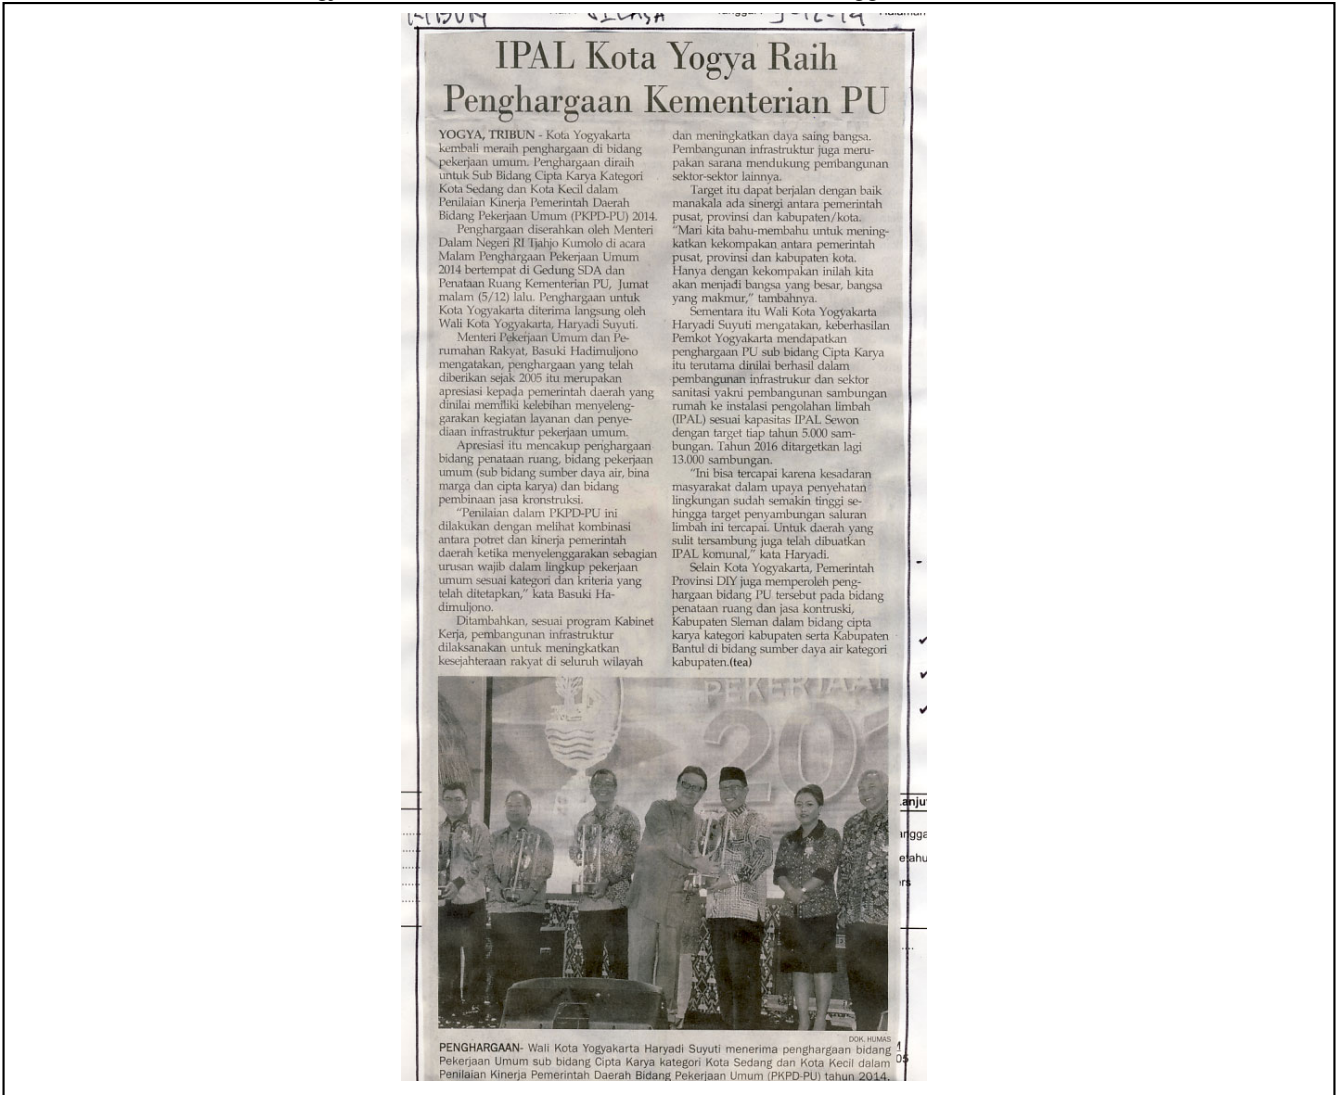 IPAL Kota Yogya Raih
Penghargaan Kementerian PU
YOGYA, TRIBUN - Kota Yogyakarta
kembali meraih penghargaan di bidang
pekerjaan umum. Penghargaan diraih
untuk Sub Bidang Cipta Karya Kategori
Kota Sedang dan Kota Kecil dalam
Penilaian Kinerja Pemerintah Daerah
Bidang Pekerjaan Umum (PKPD-PU) 2014.
Penghargaan diserahkan oleh Menteri
Dalam Negeri RI Tjahjo Kumolo di acara
Malam Penghargaan Pekerjaan Umum
2014 bertempat di Gedung SDA dan
Penataan Ruang Kementerian PU, Jumat
malam (5/12) lalu. Penghargaan untuk
Kota Yogyakarta diterima langsung oleh
Wali Kota Yogyakarta, Haryadi Suyuti.
Menteri Pekerjaan Umum dan Pe-
rumahan Rakyat, Basuki Hadimuljono
mengatakan, penghargaan yang telah
diberikan sejak 2005 itu merupakan
apresiasi kepada pemerintah daerah yang
dinilai memiliki kelebihan menyeleng-
garakan kegiatan layanan dan penye-
diaan infrastruktur pekerjaan umum.
Apresiasi itu mencakup penghargaan
bidang penataan ruang, bidang pekerjaan
umum (sub bidang sumber daya air, bina
marga dan cipta karya) dan bidang
pembinaan jasa kronstruksi.
"Penilaian dalam PKPD-PU ini
dilakukan dengan melihat kombinasi
antara potret dan kinerja pemerintah
daerah ketika menyelenggarakan sebagian
urusan wajib dalam lingkup pekerjaan
umum sesuai kategori dan kriteria yang
telah ditetapkan," kata Basuki Ha-
dimuljono.
Ditambahkan, sesuai program Kabinet
Kerja, pembangunan infrastruktur
dilaksanakan untuk meningkatkan
kesejahteraan rakyat di seluruh wilayah
dan meningkatkan daya saing bangsa.
Pembangunan infrastruktur juga meru-
pakan sarana mendukung pembangunan
sektor-sektor lainnya.
Target itu dapat berjalan dengan baik
manakala ada sinergi antara pemerintah
pusat, provinsi dan kabupaten/kota.
"Mari kita bahu-membahu untuk mening-
katkan kekompakan antara pemerintah
pusat, provinsi dan kabupaten kota.
Hanya dengan kekompakan inilah kita
akan menjadi bangsa yang besar, bangsa
yang makmur," tambahnya.
Sementara itu Wali Kota Yogyakarta
Haryadi Suyuti mengatakan, keberhasilan
Pemkot Yogyakarta mendapatkan
penghargaan PU sub bidang Cipta Karya
itu terutama dinilai berhasil dalam
pembangunan infrastrukur dan sektor
sanitasi yakni pembangunan sambungan
rumah ke instalasi pengolahan limbah
(IPAL) sesuai kapasitas IPAL Sewon
dengan target tiap tahun 5.000 sam-
bungan. Tahun 2016 ditargetkan lagi
13.000 sambungan.
"Ini bisa tercapai karena kesadaran
masyarakat dalam upaya penyehatan
lingkungan sudah semakin tinggi se-
hingga target penyambungan saluran
limbah ini tercapai. Untuk daerah yang
sulit tersambung juga telah dibuatkan
IPAL komunal," kata Haryadi.
Selain Kota Yogyakarta, Pemerintah
Provinsi DIY juga memperoleh peng-
hargaan bidang PU tersebut pada bidang
penataan ruang dan jasa kontruski,
Kabupaten Sleman dalam bidang cipta
karya kategori kabupaten serta Kabupaten
Bantul di bidang sumber daya air kategori
kabupaten.(tea)
DOK. HUMAS
PENGHARGAAN- Wali Kota Yogyakarta Haryadi Suyuti menerima penghargaan bidang
Pekerjaan Umum sub bidang Cipta Karya kategori Kota Sedang dan Kota Kecil dalam
Penilaian Kinerja Pemerintah Daerah Bidang Pekerjaan Umum (PKPD-PU) tahun 2014.